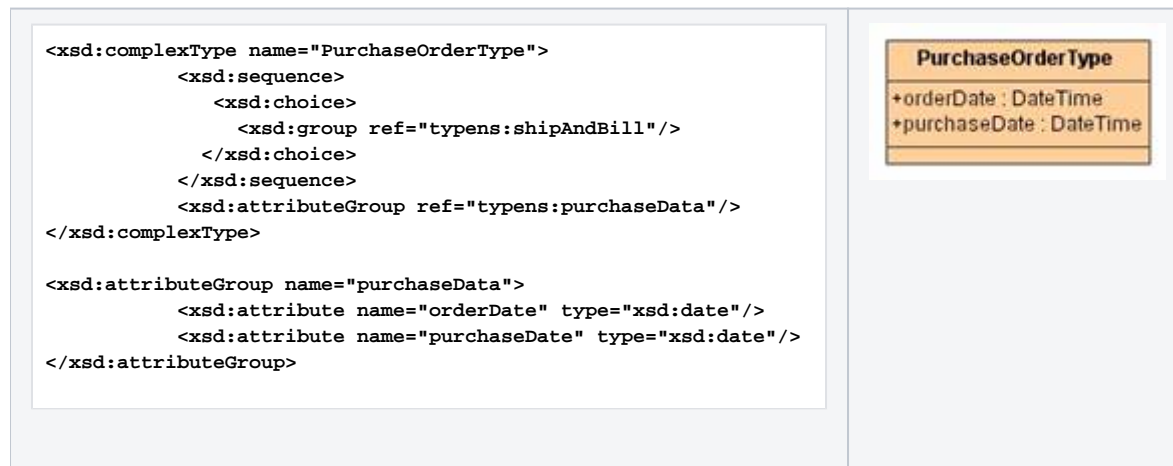 <xsd:complexType name="PurchaseOrderType">
<xsd:sequence>
<xsd:choice>
<xsd:group ref="typens:shipAndBill"/>
</xsd:choice>
</xsd:sequence>
<xsd:attributeGroup ref="typens:purchaseData"/>
</xsd:complexType>
<xsd:attributeGroup name="purchaseData">
<xsd:attribute name="orderDate" type="xsd:date"/>
<xsd:attribute name="purchaseDate" type="xsd:date"/>
</xsd:attributeGroup>
PurchaseOrderType
+orderDate : DateTime
+purchaseDate : DateTime